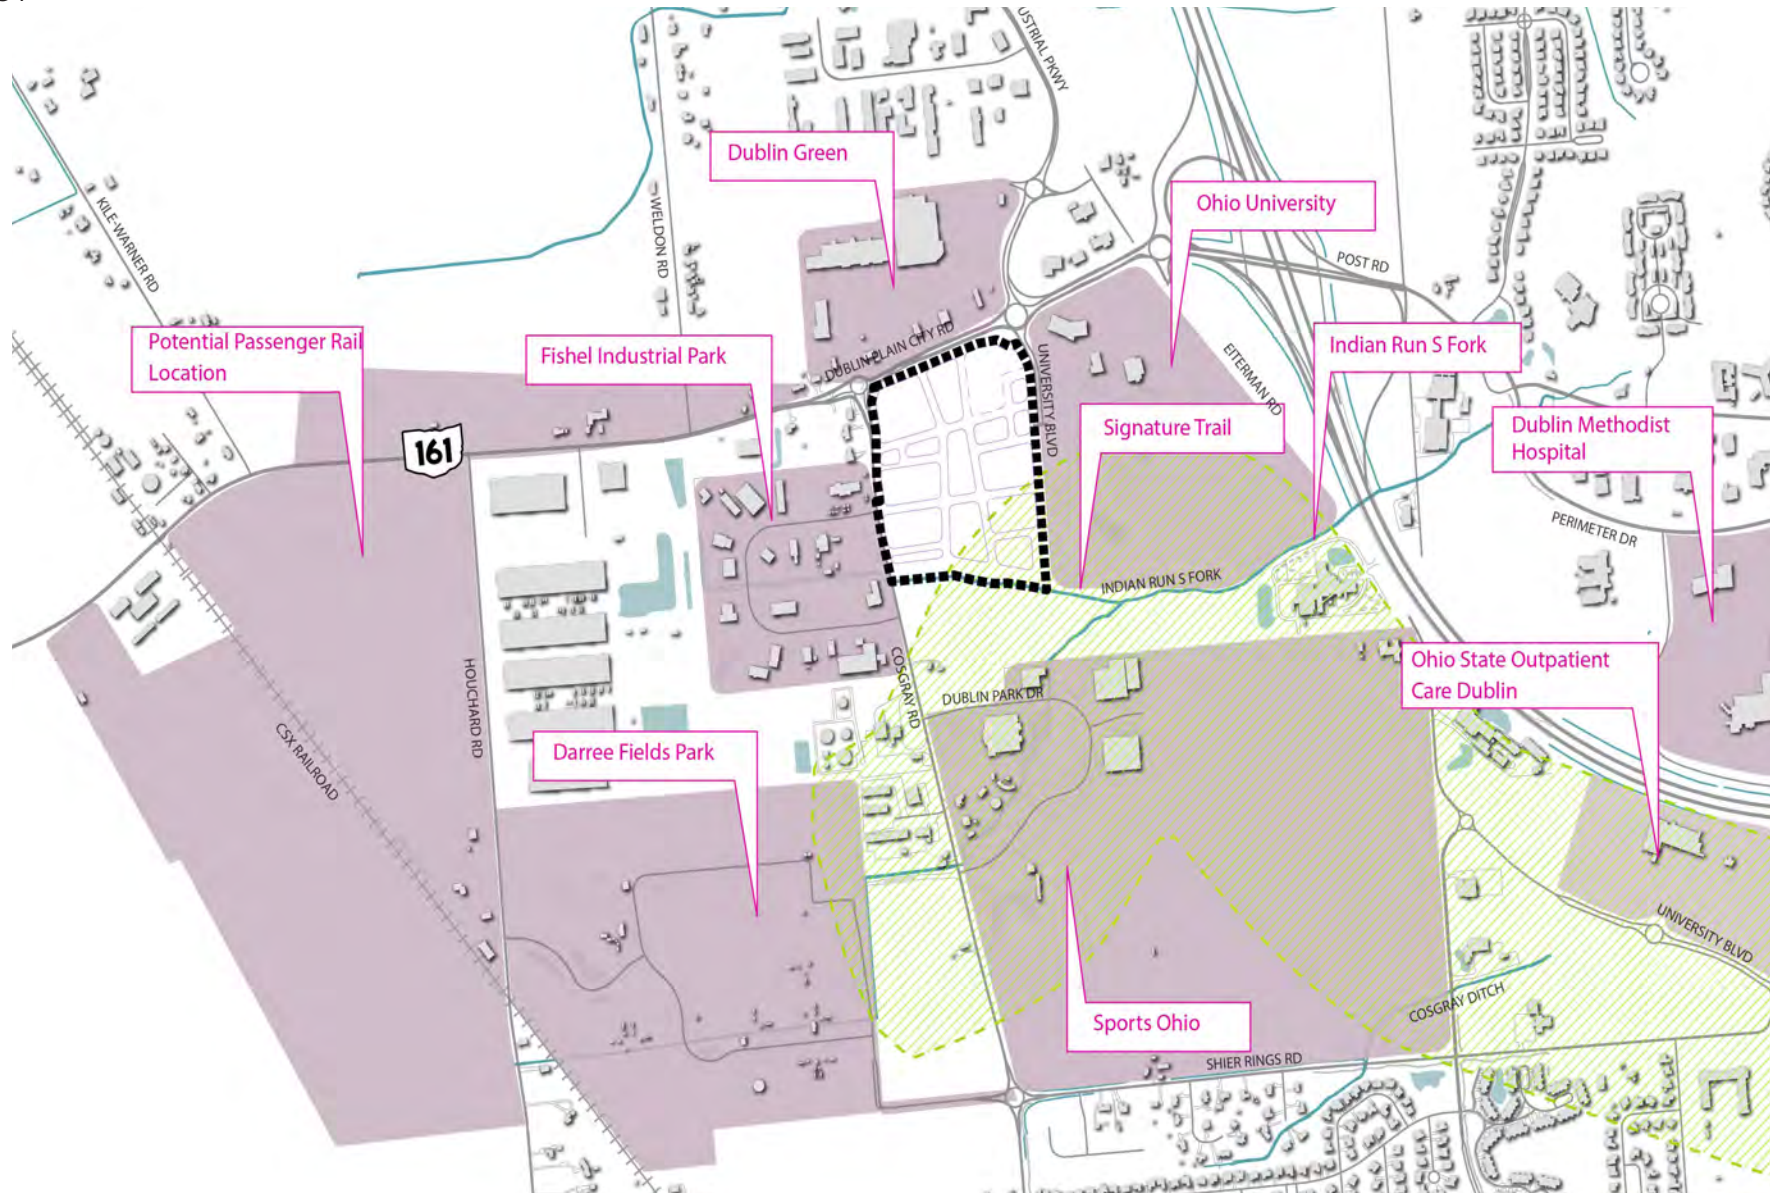 USTRIAL PKWY
Dublin Green
Ohio University
KILE-WARNER RD
WELDON RD
POST RD
Potential Passenger Rail
Location
Fishel Industrial Park
DUBLIN PLAIN CITY RD
UNIVERSITY BLVD
EITERMAN RD
Indian Run S Fork
161
Signature Trail
Dublin Methodist
Hospital
PERIMETER DR
INDIAN RUN S FORK
HOUCHARD RD
COSGRAY RD
Ohio State Outpatient
Care Dublin
DUBLIN PARK DR
CSX RAILROAD
Darree Fields Park
UNIVERSITY BLVD
COSGRAY DITCH
Sports Ohio
SHIER RINGS RD